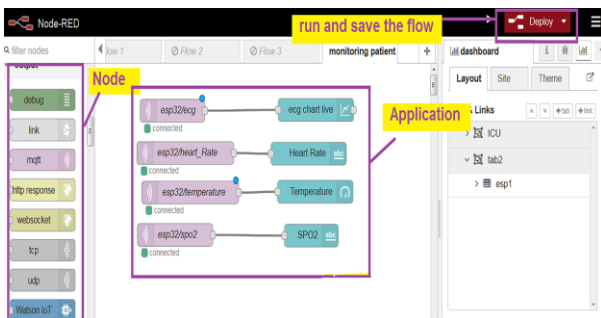 Node-RED
run and save the flow
Deploy
filter nodes
low 1
Flow 2
Flow 3
monitoring patient
+
dashboard
i
output
Node
Layout
Site
Theme
debug
link
mqtt
http response
websocket
tcp
udp
Watson IoT
esp32/ecg
connected
ecg chart live
esp32/heart_Rate
connected
Heart Rate
abc
esp32/temperature
connected
Temperature
esp32/spo2
connected
SPO2
abc
Application
& Links
+tab
+link
ICU
tab2
esp1